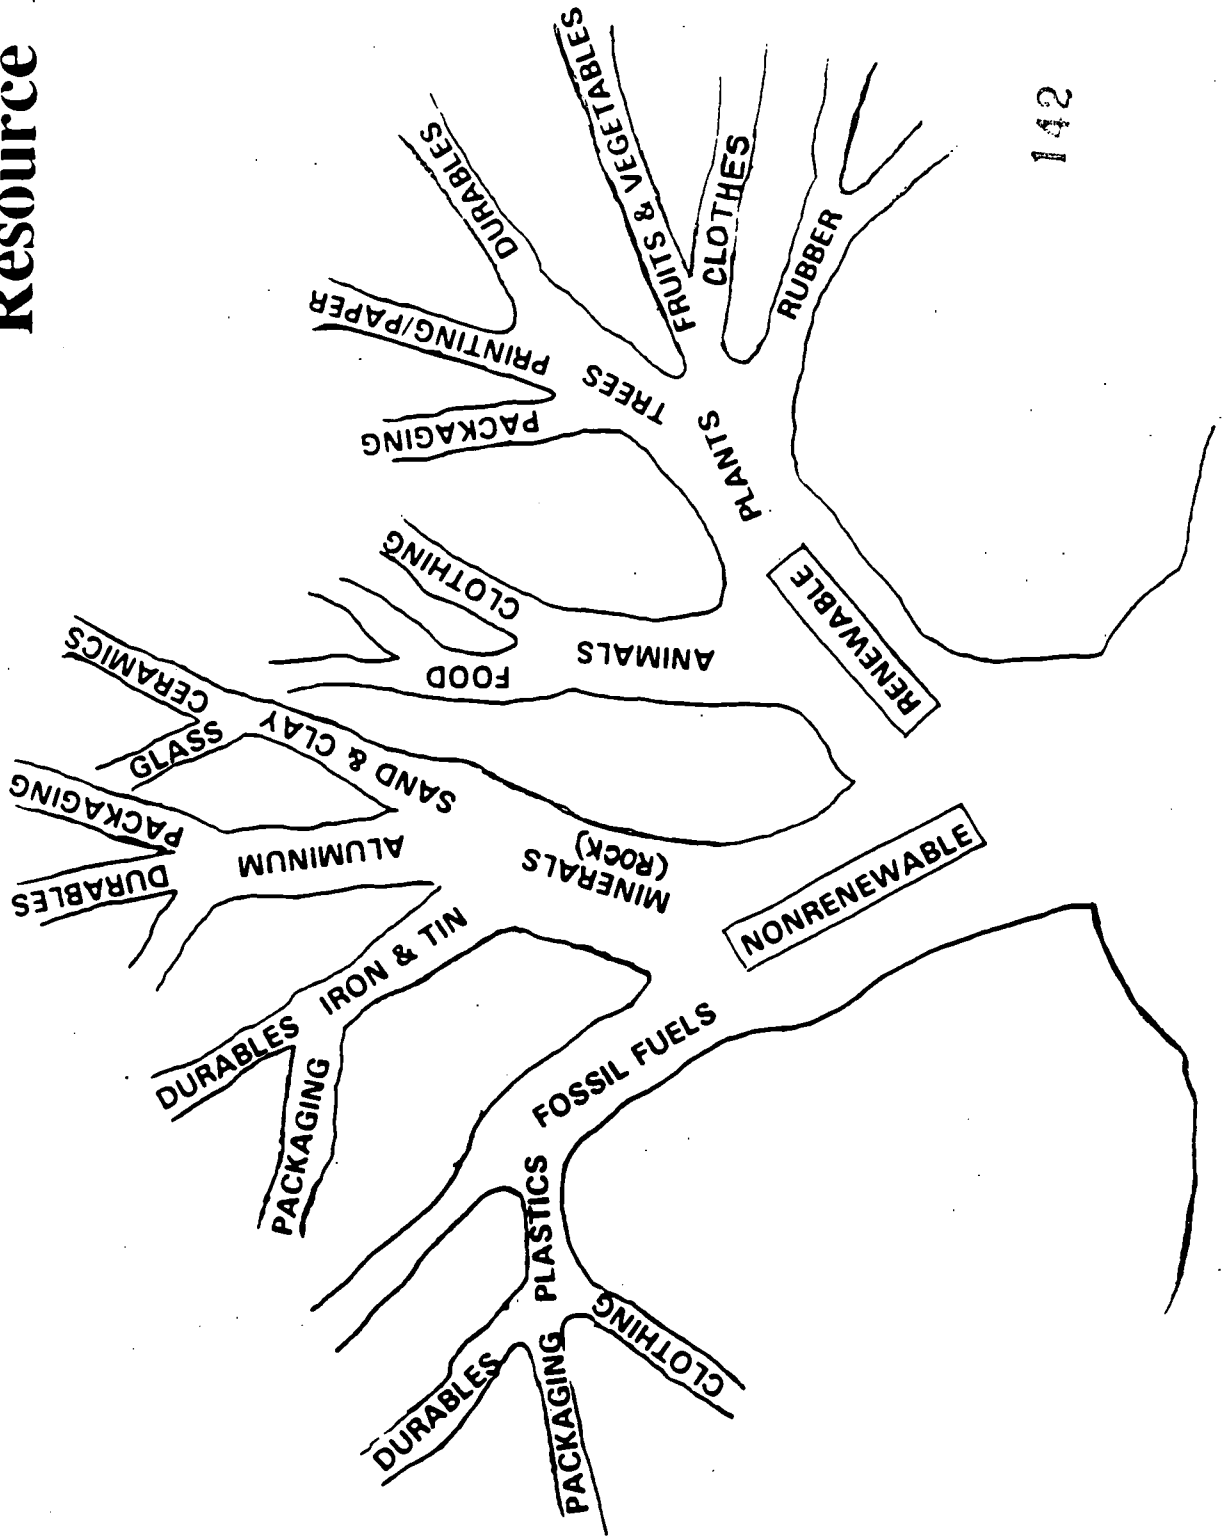 Resource
DURABLES
PACKAGING
CLOTHING
PLASTICS
FOSSIL FUELS
PACKAGING
DURABLES
IRON & TIN
DURABLES
PACKAGING
ALUMINUM
GLASS
CERAMICS
SAND & CLAY
MINERALS
(ROCK)
NONRENEWABLE
FOOD
CLOTHING
ANIMALS
PACKAGING
PRINTING/PAPER
DURABLES
TREES
FRUITS & VEGETABLES
CLOTHES
RUBBER
PLANTS
RENEWABLE
142